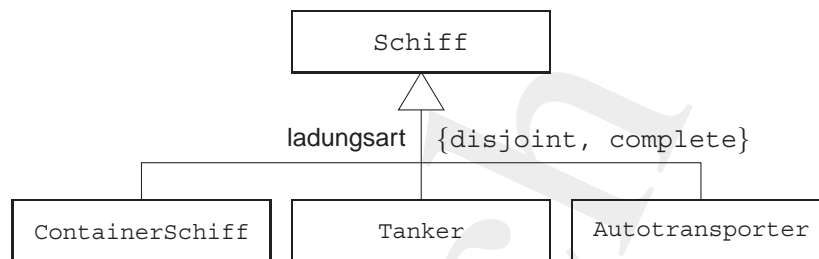 Schiff
ladungsart {disjoint, complete}
ContainerSchiff Tanker Autotransporter